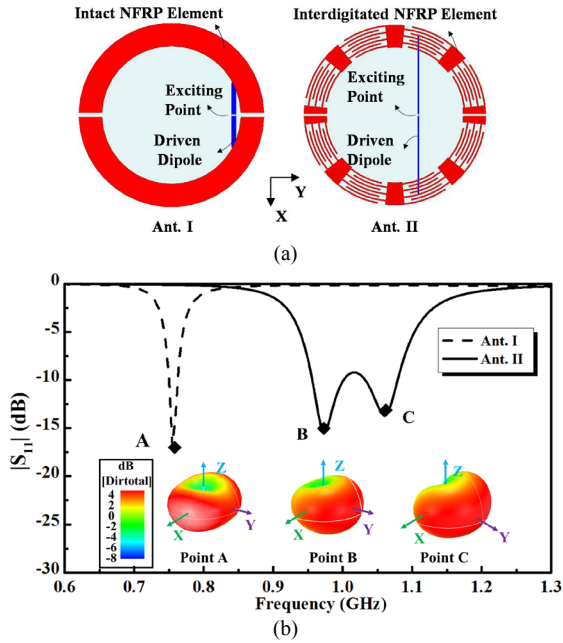 (a)
Intact NFRP Element
Interdigitated NFRP Element
Exciting Point
Driven Dipole
Exciting Point
Driven Dipole
Y
X
Ant. I
Ant. II
(a)
(b)
0
-5
-10
-15
-20
-25
-30
|S11| (dB)
Ant. I
Ant. II
A
B
C
dB
[Dirtotal]
4
2
0
-2
-4
-6
-8
Z
X
Y
Z
X
Y
Z
X
Y
Point A
Point B
Point C
0.6
0.7
0.8
0.9
1.0
1.1
1.2
1.3
Frequency (GHz)
(b)